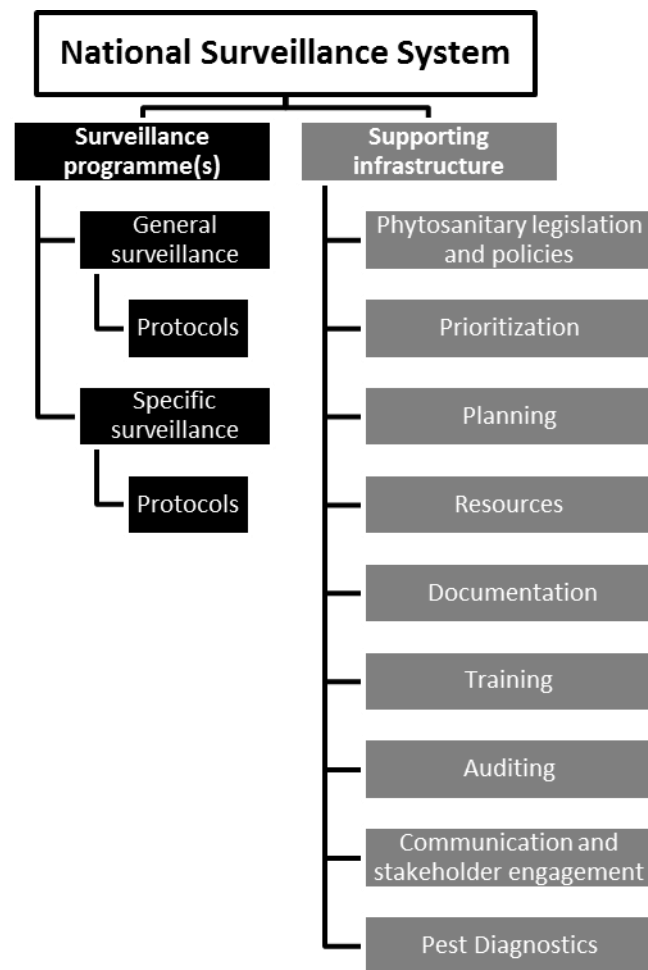 National Surveillance System
Surveillance
programme(s)
General
surveillance
Protocols
Specific
surveillance
Protocols
Supporting
infrastructure
Phytosanitary legislation
and policies
Prioritization
Planning
Resources
Documentation
Training
Auditing
Communication and
stakeholder engagement
Pest Diagnostics